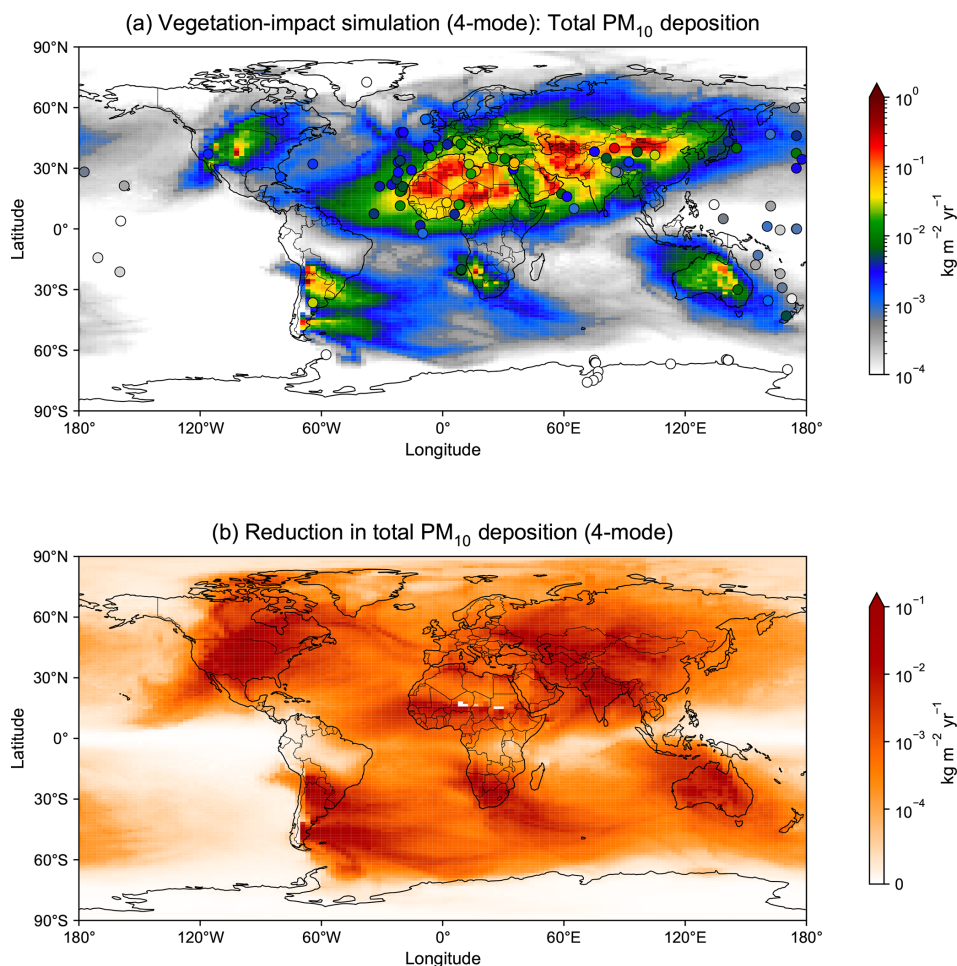 (a) Vegetation-impact simulation (4-mode): Total PM₁₀ deposition
90°N
60°N
30°N
0°
30°S
60°S
90°S
Latitude
180°
120°W
60°W
0°
60°E
120°E
180°
Longitude
10⁰
10⁻¹
10⁻²
10⁻³
10⁻⁴
kg m⁻² yr⁻¹
(b) Reduction in total PM₁₀ deposition (4-mode)
90°N
60°N
30°N
0°
30°S
60°S
90°S
Latitude
180°
120°W
60°W
0°
60°E
120°E
180°
Longitude
10⁻¹
10⁻²
10⁻³
10⁻⁴
0
kg m⁻² yr⁻¹